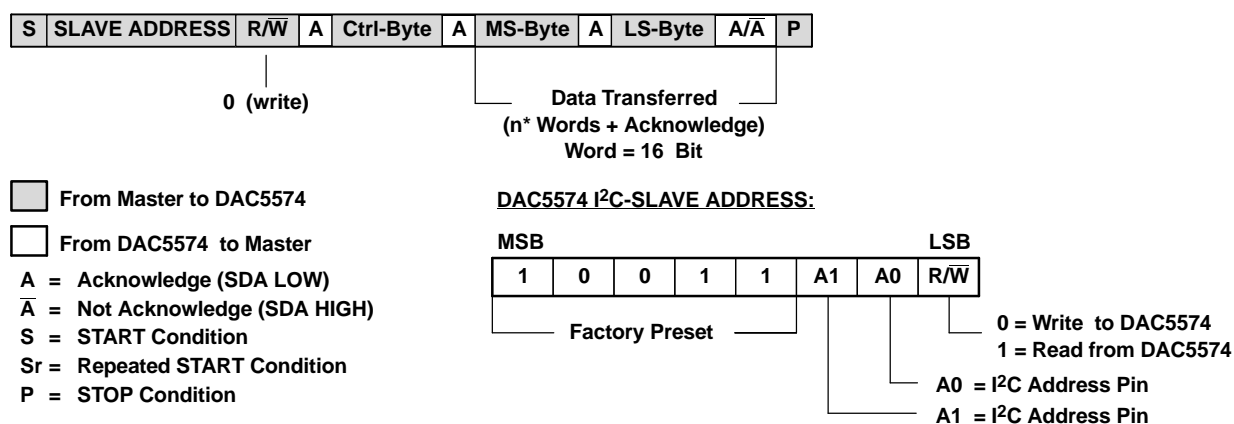 S SLAVE ADDRESS R/W̅ A Ctrl-Byte A MS-Byte A LS-Byte A/A̅ P
0 (write)
Data Transferred
(n* Words + Acknowledge)
Word = 16 Bit
From Master to DAC5574
From DAC5574 to Master
A = Acknowledge (SDA LOW)
A̅ = Not Acknowledge (SDA HIGH)
S = START Condition
Sr = Repeated START Condition
P = STOP Condition
DAC5574 I²C-SLAVE ADDRESS:
MSB LSB
1 0 0 1 1 A1 A0 R/W̅
Factory Preset
0 = Write to DAC5574
1 = Read from DAC5574
A0 = I²C Address Pin
A1 = I²C Address Pin